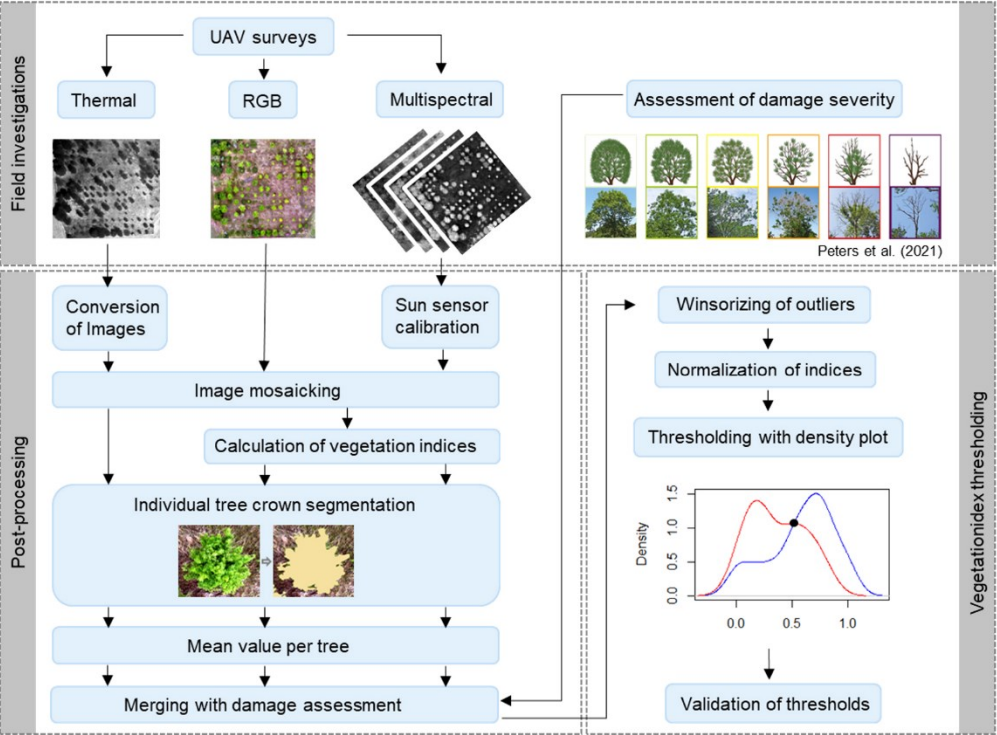 Field investigations
UAV surveys
Thermal
RGB
Multispectral
Assessment of damage severity
Peters et al. (2021)
Post-processing
Conversion
of Images
Sun sensor
calibration
Image mosaicking
Calculation of vegetation indices
Individual tree crown segmentation
Mean value per tree
Merging with damage assessment
Vegetationidex thresholding
Winsorizing of outliers
Normalization of indices
Thresholding with density plot
Density
1.5
1.0
0.5
0.0
0.0 0.5 1.0
Validation of thresholds